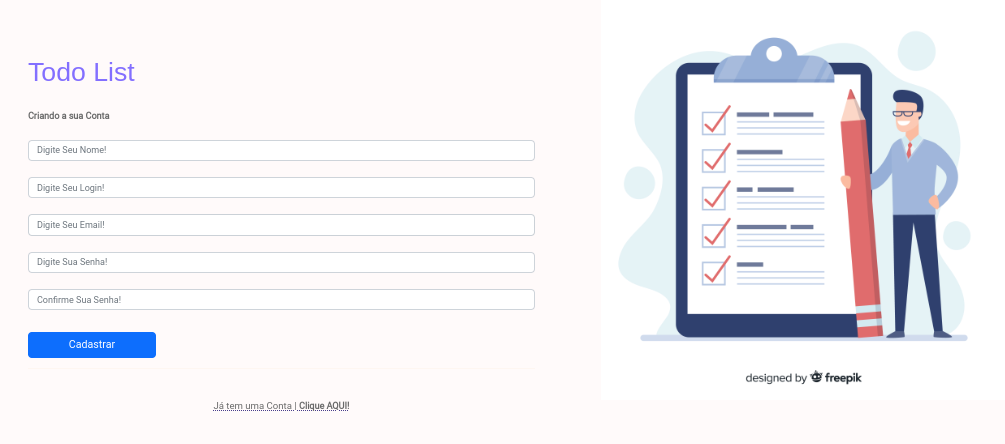 Todo List
Criando a sua Conta
Digite Seu Nome!
Digite Seu Login!
Digite Seu Email!
Digite Sua Senha!
Confirme Sua Senha!
Cadastrar
Já tem uma Conta | Clique AQUI!
designed by freepik